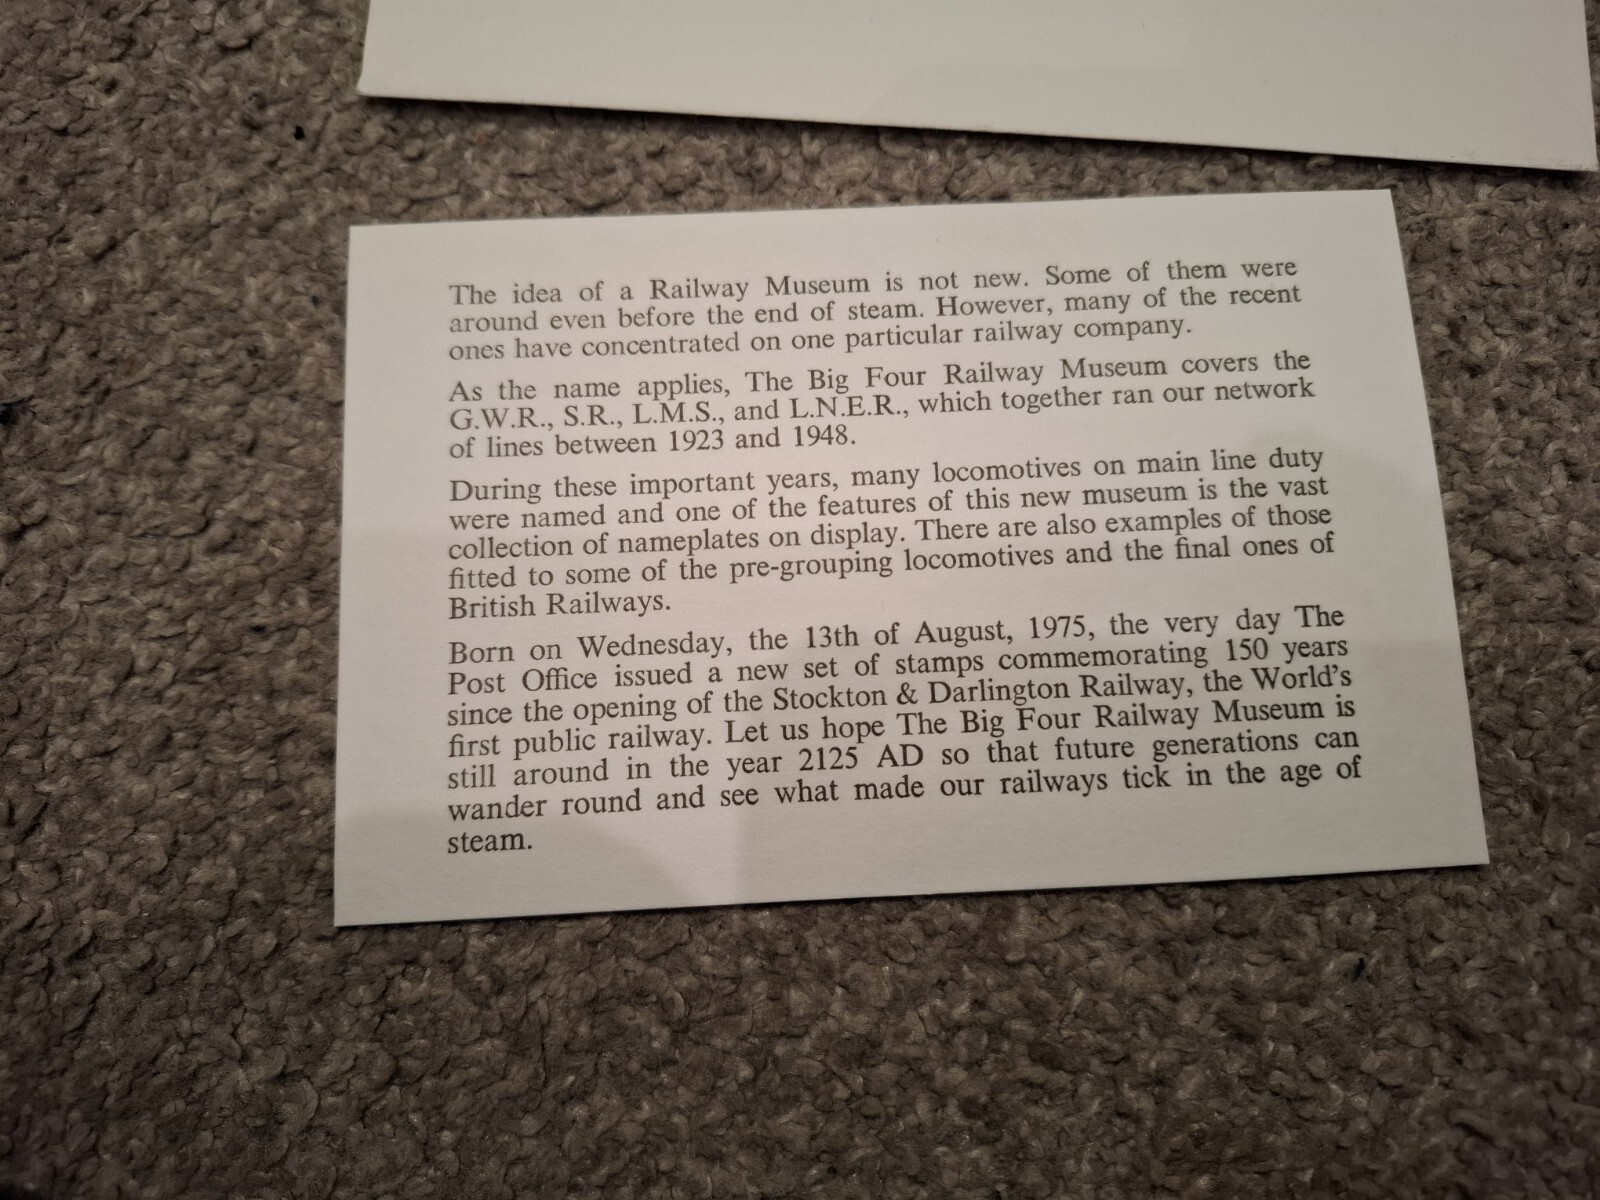 The idea of a Railway Museum is not new. Some of them were
around even before the end of steam. However, many of the recent
ones have concentrated on one particular railway company.
As the name applies, The Big Four Railway Museum covers the
G.W.R., S.R., L.M.S., and L.N.E.R., which together ran our network
of lines between 1923 and 1948.
During these important years, many locomotives on main line duty
were named and one of the features of this new museum is the vast
collection of nameplates on display. There are also examples of those
fitted to some of the pre-grouping locomotives and the final ones of
British Railways.
Born on Wednesday, the 13th of August, 1975, the very day The
Post Office issued a new set of stamps commemorating 150 years
since the opening of the Stockton & Darlington Railway, the World's
first public railway. Let us hope The Big Four Railway Museum is
still around in the year 2125 AD so that future generations can
wander round and see what made our railways tick in the age of
steam.